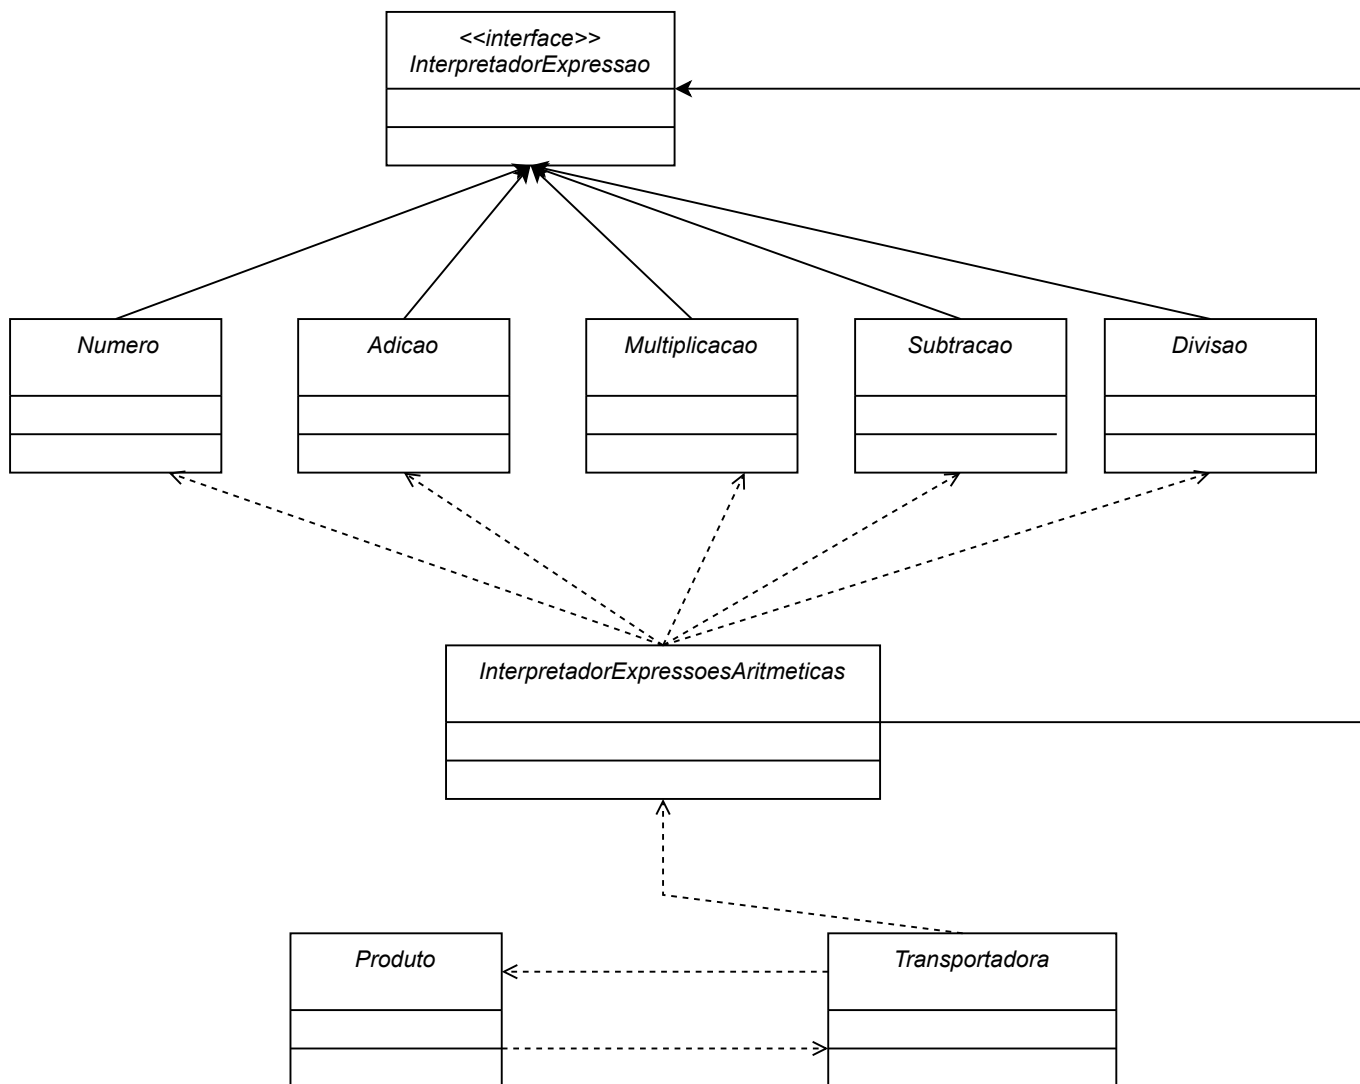 <<interface>>
InterpretadorExpressao
Numero
Adicao
Multiplicacao
Subtracao
Divisao
InterpretadorExpressoesAritmeticas
Produto
Transportadora